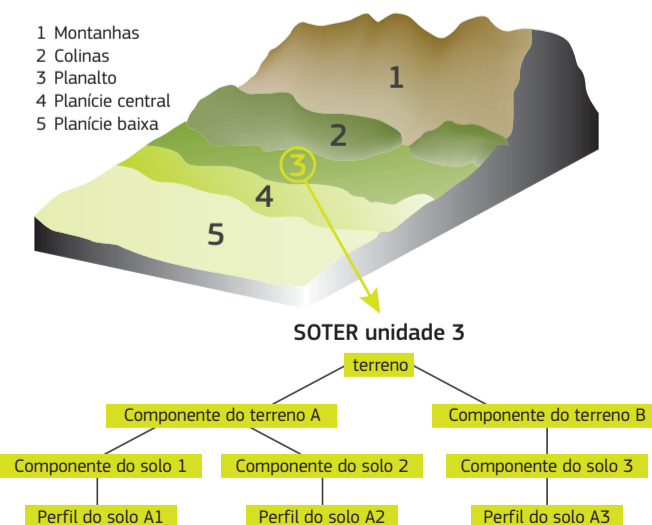 1 Montanhas
2 Colinas
3 Planalto
4 Planície central
5 Planície baixa
1
2
3
4
5
SOTER unidade 3
terreno
Componente do terreno A
Componente do terreno B
Componente do solo 1
Componente do solo 2
Componente do solo 3
Perfil do solo A1
Perfil do solo A2
Perfil do solo A3